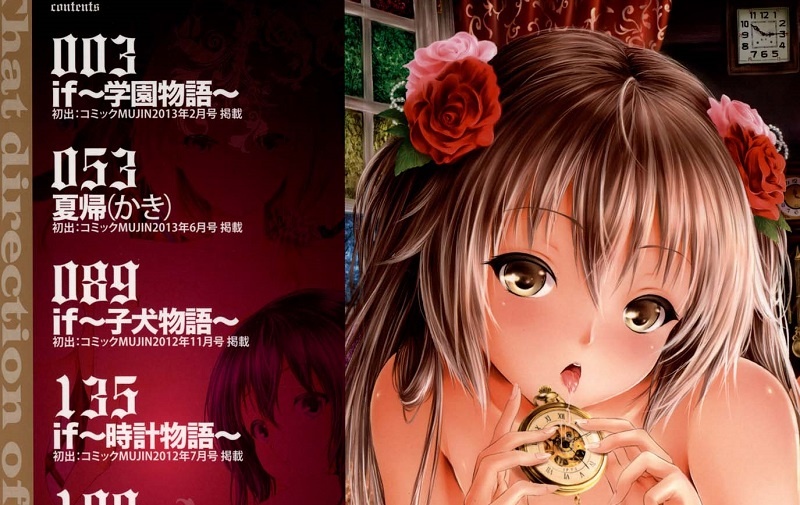 contents
003
if～学園物語～
初出：コミックMUJIN2013年2月号 掲載
053
夏帰(かき)
初出：コミックMUJIN2013年6月号 掲載
089
if～子犬物語～
初出：コミックMUJIN2012年11月号 掲載
135
if～時計物語～
初出：コミックMUJIN2012年7月号 掲載
That direction of